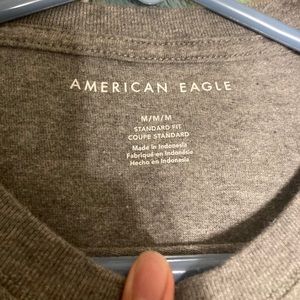 AMERICAN EAGLE
M/M/M
STANDARD FIT
COUPE STANDARD
Made in Indonesia
Fabriqué en Indonésie
Hecho en Indonesia